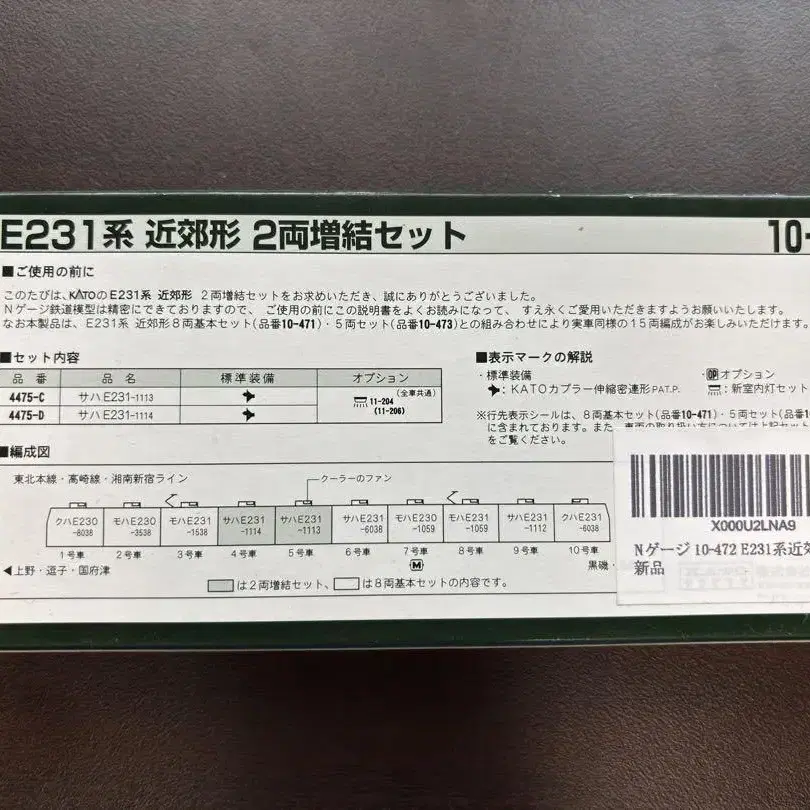 E231系 近郊形 2両増結セット 10-
■ご使用の前に
このたびは、KATOのE231系 近郊形 2両増結セットをお求めいただき、誠にありがとうございました。
Nゲージ鉄道模型は精密にできておりますので、ご使用の前にこの説明書をよくお読みになって、すえ永くご愛用いただきますようお願いいたします。
なお本製品は、E231系 近郊形8両基本セット(品番10-471)・5両セット(品番10-473)との組み合わせにより実車同様の15両編成がお楽しみいただけます。
■セット内容
品 番 品 名 標準装備 オプション
4475-C サハE231-1113
4475-D サハE231-1114
11-204 (全車共通)
(11-206)
■表示マークの解説
・標準装備 ・OPオプション
:KATOカプラー伸縮密連形PAT.P. :新室内灯セット
※行先表示シールは、8両基本セット(品番10-471)・5両セット(品番10-
に含まれております。また、車両の取り扱い方については上記セット
をご覧ください。
■編成図
東北本線・高崎線・湘南新宿ライン
クーラーのファン
クハE230 モハE230 モハE231 サハE231 サハE231 サハE231 モハE230 モハE231 サハE231 クハE231
-6038 -3538 -1538 -1114 -1113 -6038 -1059 -1059 -1112 -6038
1号車 2号車 3号車 4号車 5号車 6号車 7号車 8号車 9号車 10号車
M
◀上野・逗子・国府津 黒磯・
は2両増結セット、 は8両基本セットの内容です。
X000U2LNA9
Nゲージ 10-472 E231系近郊
新品